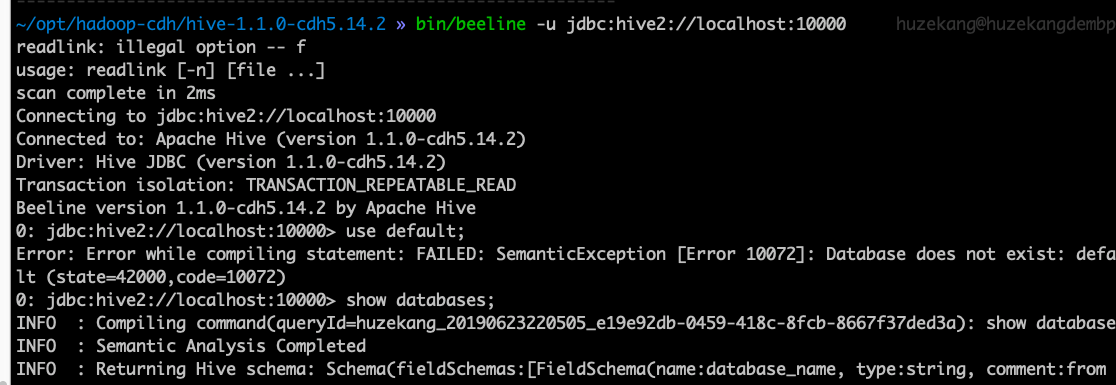 ~/opt/hadoop-cdh/hive-1.1.0-cdh5.14.2 » bin/beeline -u jdbc:hive2://localhost:10000 huzekang@huzekangdembp
readlink: illegal option -- f
usage: readlink [-n] [file ...]
scan complete in 2ms
Connecting to jdbc:hive2://localhost:10000
Connected to: Apache Hive (version 1.1.0-cdh5.14.2)
Driver: Hive JDBC (version 1.1.0-cdh5.14.2)
Transaction isolation: TRANSACTION_REPEATABLE_READ
Beeline version 1.1.0-cdh5.14.2 by Apache Hive
0: jdbc:hive2://localhost:10000> use default;
Error: Error while compiling statement: FAILED: SemanticException [Error 10072]: Database does not exist: defa
lt (state=42000,code=10072)
0: jdbc:hive2://localhost:10000> show databases;
INFO  : Compiling command(queryId=huzekang_20190623220505_e19e92db-0459-418c-8fcb-8667f37ded3a): show database
INFO  : Semantic Analysis Completed
INFO  : Returning Hive schema: Schema(fieldSchemas:[FieldSchema(name:database_name, type:string, comment:from